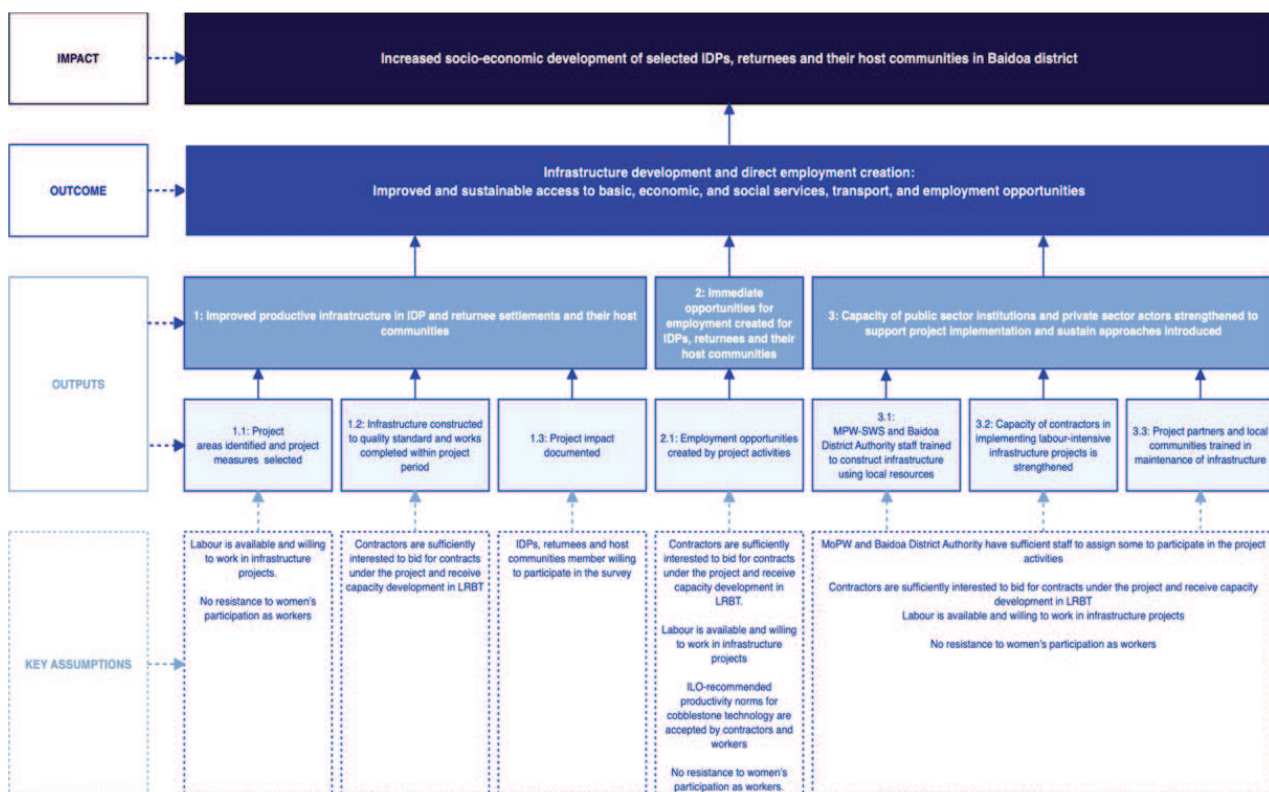 IMPACT
Increased socio-economic development of selected IDPs, returnees and their host communities in Baidoa district
OUTCOME
Infrastructure development and direct employment creation:
Improved and sustainable access to basic, economic, and social services, transport, and employment opportunities
OUTPUTS
1: Improved productive infrastructure in IDP and returnee settlements and their host
communities
2: Immediate
opportunities for
employment created for
IDPs, returnees and their
host communities
3: Capacity of public sector institutions and private sector actors strengthened to
support project implementation and sustain approaches introduced
1.1: Project
areas identified and project
measures selected
1.2: Infrastructure constructed
to quality standard and works
completed within project
period
1.3: Project impact
documented
2.1: Employment opportunities
created by project activities
3.1:
MPW-SWS and Baidoa
District Authority staff trained
to construct infrastructure
using local resources
3.2: Capacity of contractors in
implementing labour-intensive
infrastructure projects is
strengthened
3.3: Project partners and local
communities trained in
maintenance of infrastructure
KEY ASSUMPTIONS
Labour is available and willing
to work in infrastructure
projects.
No resistance to women's
participation as workers
Contractors are sufficiently
interested to bid for contracts
under the project and receive
capacity development in LRBT
IDPs, returnees and host
communities member willing
to participate in the survey
Contractors are sufficiently
interested to bid for contracts
under the project and receive
capacity development in
LRBT.
Labour is available and willing
to work in infrastructure
projects
ILO-recommended
productivity norms for
cobblestone technology are
accepted by contractors and
workers
No resistance to women's
participation as workers.
MoPW and Baidoa District Authority have sufficient staff to assign some to participate in the project
activities
Contractors are sufficiently interested to bid for contracts under the project and receive capacity
development in LRBT
Labour is available and willing to work in infrastructure projects
No resistance to women's participation as workers